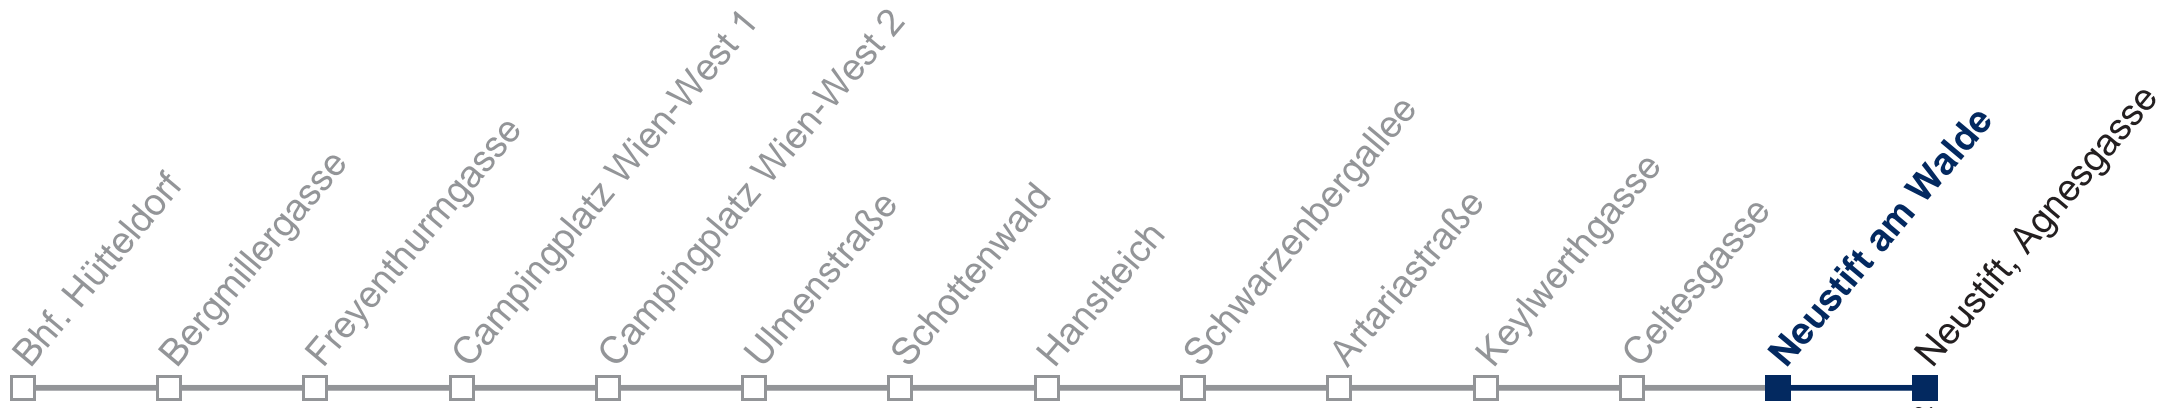 Bhf. Hütteldorf
Bergmillergasse
Freyenthurmgasse
Campingplatz Wien-West 1
Campingplatz Wien-West 2
Ulmenstraße
Schottenwald
Hanslteich
Schwarzenbergallee
Artariastraße
Keylwerthgasse
Celtesgasse
Neustift am Walde
Neustift, Agnesgasse